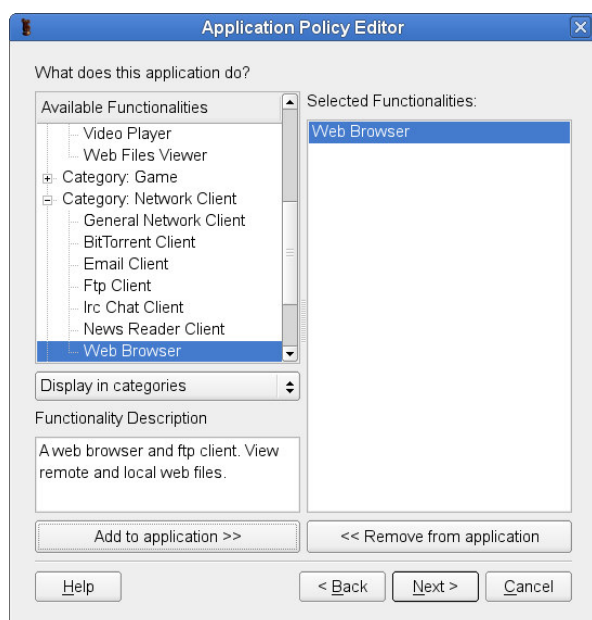 Application Policy Editor
What does this application do?
Available Functionalities
Video Player
Web Files Viewer
Category: Game
Category: Network Client
General Network Client
BitTorrent Client
Email Client
Ftp Client
Irc Chat Client
News Reader Client
Web Browser
Display in categories
Functionality Description
A web browser and ftp client. View
remote and local web files.
Add to application >>
Selected Functionalities:
Web Browser
<< Remove from application
Help
< Back
Next >
Cancel